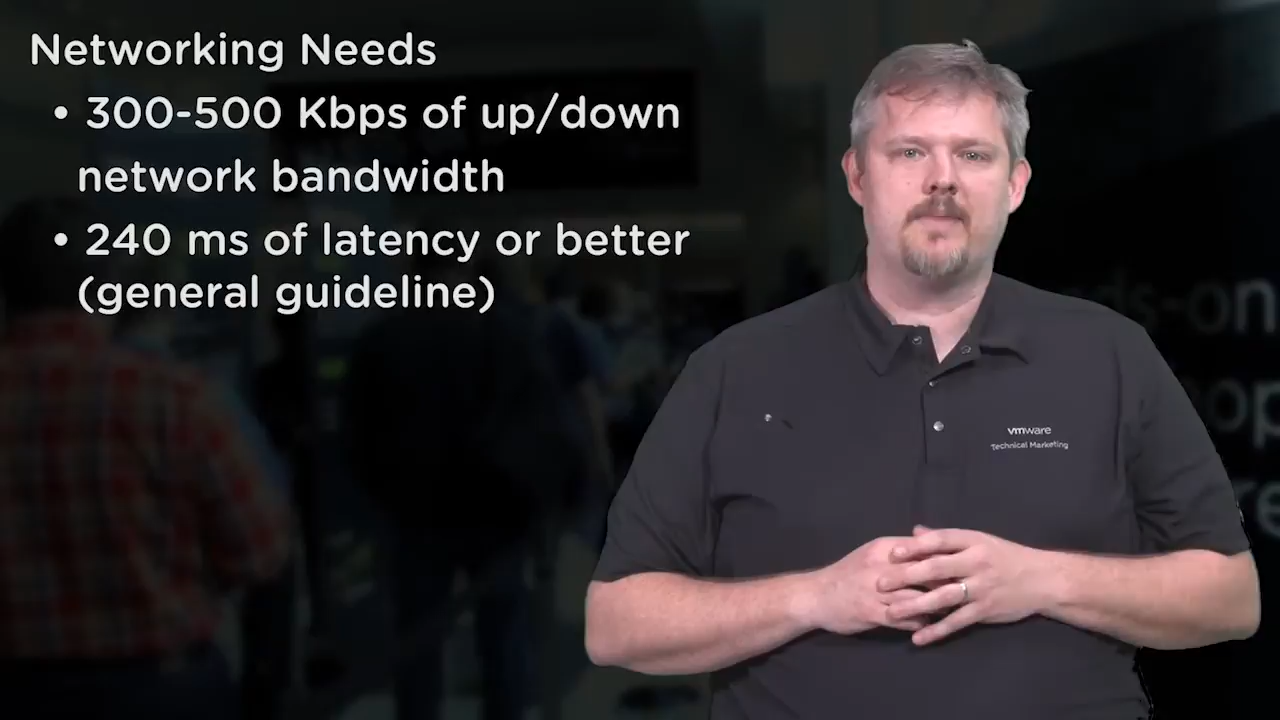 Networking Needs
• 300-500 Kbps of up/down
network bandwidth
• 240 ms of latency or better
(general guideline)
vmware
Technical Marketing